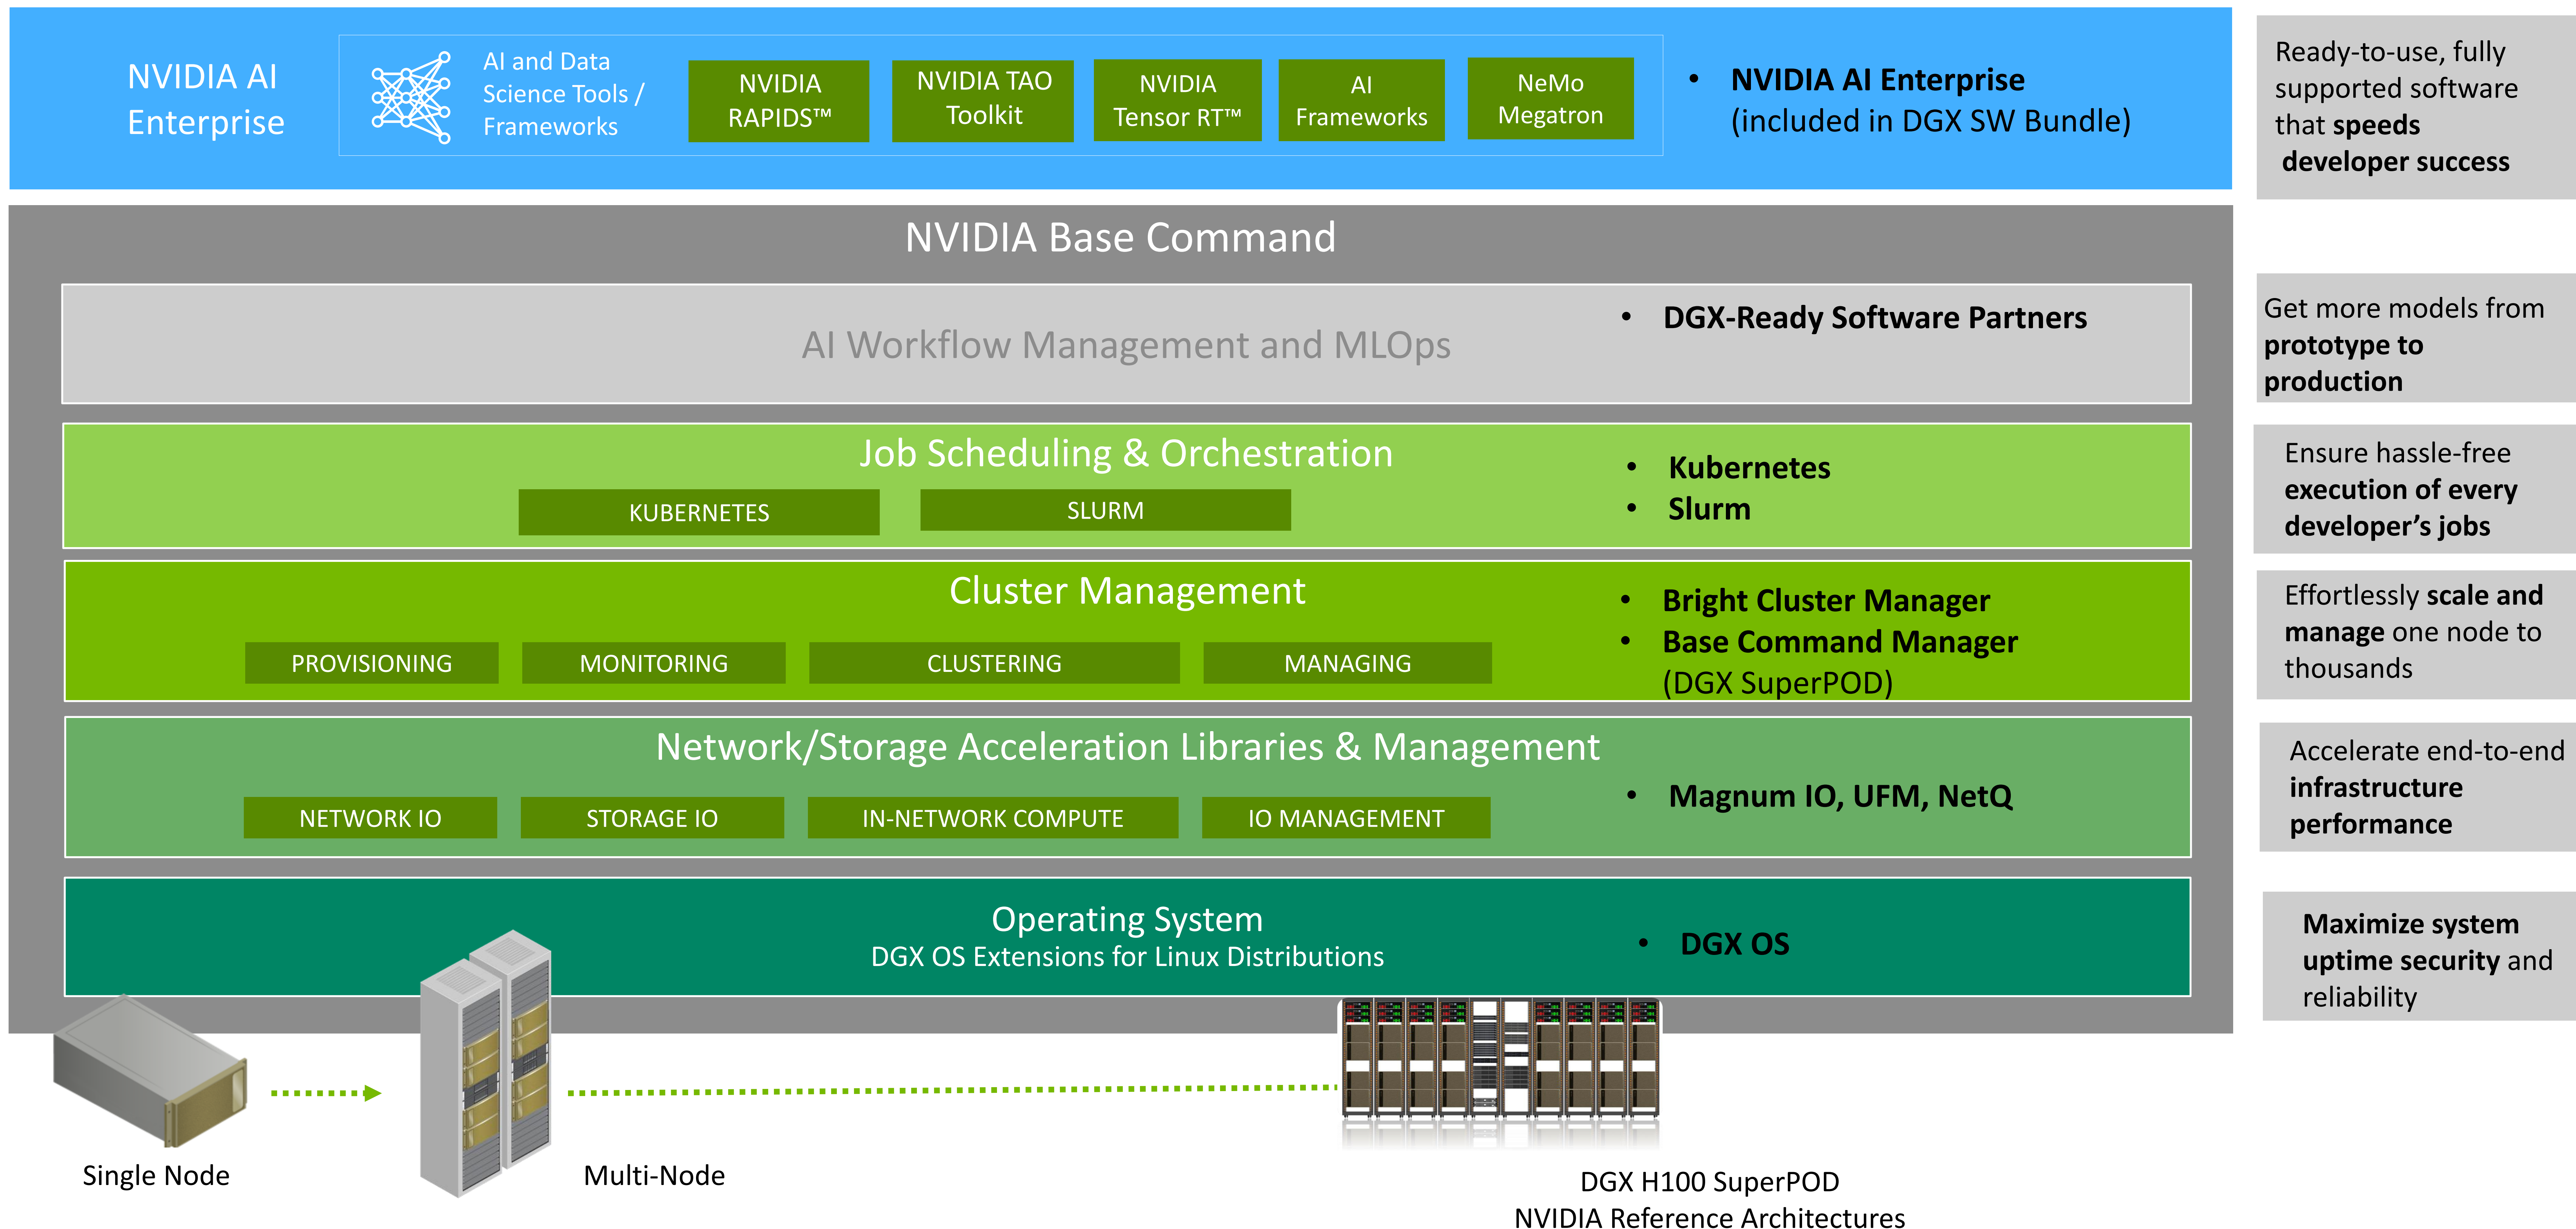 NVIDIA AI
Enterprise
AI and Data
Science Tools /
Frameworks
NVIDIA
RAPIDS™
NVIDIA TAO
Toolkit
NVIDIA
Tensor RT™
AI
Frameworks
NeMo
Megatron
• NVIDIA AI Enterprise
(included in DGX SW Bundle)
Ready-to-use, fully
supported software
that speeds
developer success
NVIDIA Base Command
AI Workflow Management and MLOps
• DGX-Ready Software Partners
Get more models from
prototype to
production
Job Scheduling & Orchestration
KUBERNETES
SLURM
• Kubernetes
• Slurm
Ensure hassle-free
execution of every
developer’s jobs
Cluster Management
PROVISIONING
MONITORING
CLUSTERING
MANAGING
• Bright Cluster Manager
• Base Command Manager
(DGX SuperPOD)
Effortlessly scale and
manage one node to
thousands
Network/Storage Acceleration Libraries & Management
NETWORK IO
STORAGE IO
IN-NETWORK COMPUTE
IO MANAGEMENT
• Magnum IO, UFM, NetQ
Accelerate end-to-end
infrastructure
performance
Operating System
DGX OS Extensions for Linux Distributions
• DGX OS
Maximize system
uptime security and
reliability
Single Node
Multi-Node
DGX H100 SuperPOD
NVIDIA Reference Architectures